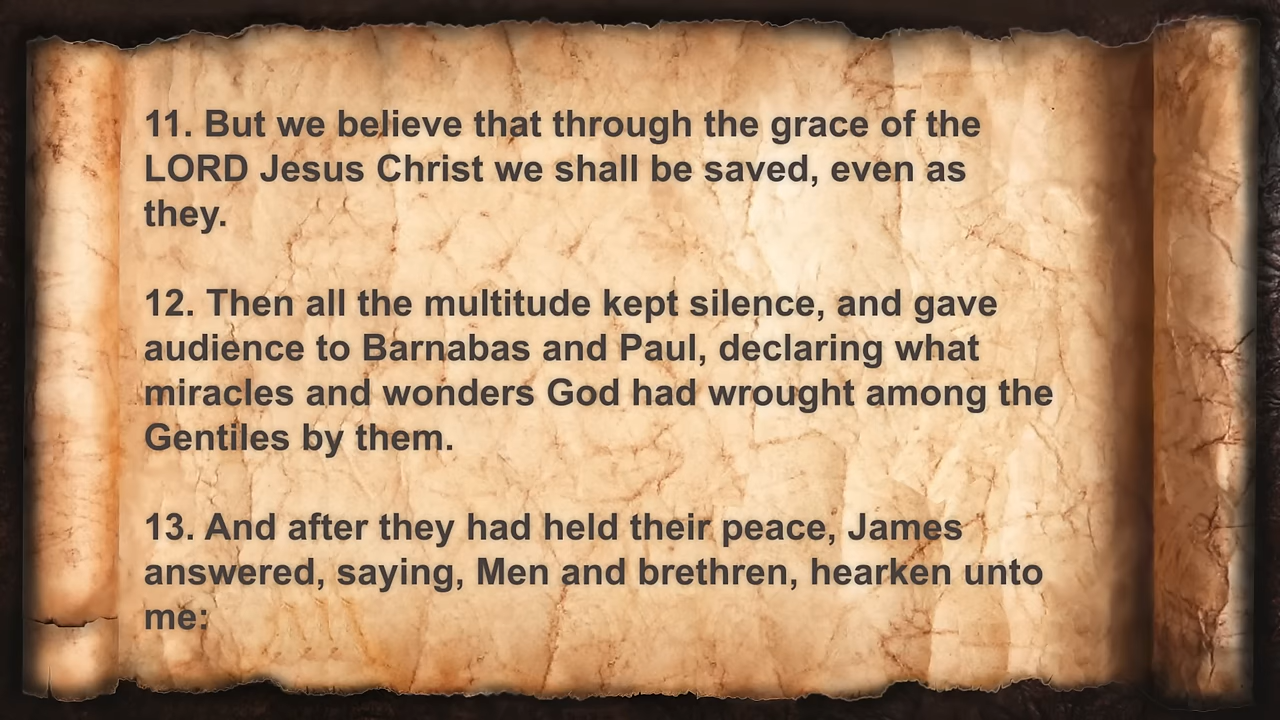 11. But we believe that through the grace of the
LORD Jesus Christ we shall be saved, even as
they.
12. Then all the multitude kept silence, and gave
audience to Barnabas and Paul, declaring what
miracles and wonders God had wrought among the
Gentiles by them.
13. And after they had held their peace, James
answered, saying, Men and brethren, hearken unto
me: